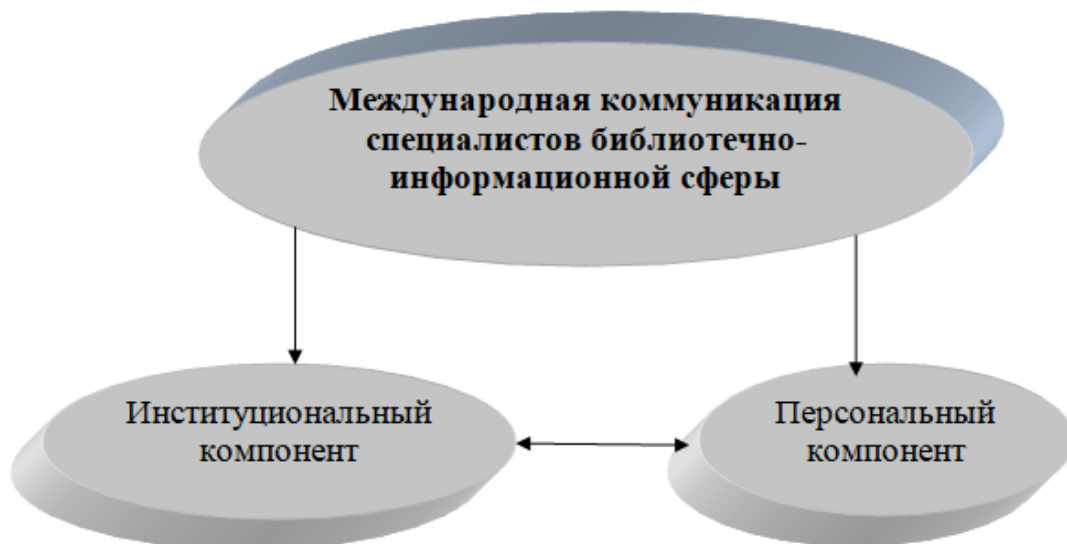 Международная коммуникация
специалистов библиотечно-
информационной сферы
Институциональный
компонент
Персональный
компонент